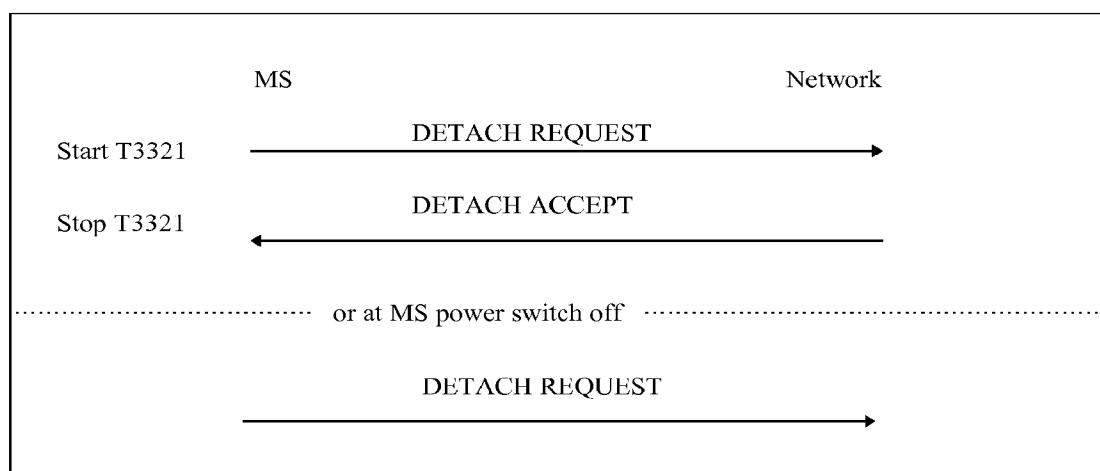 MS Network
DETACH REQUEST
Start T3321
DETACH ACCEPT
Stop T3321
or at MS power switch off
DETACH REQUEST